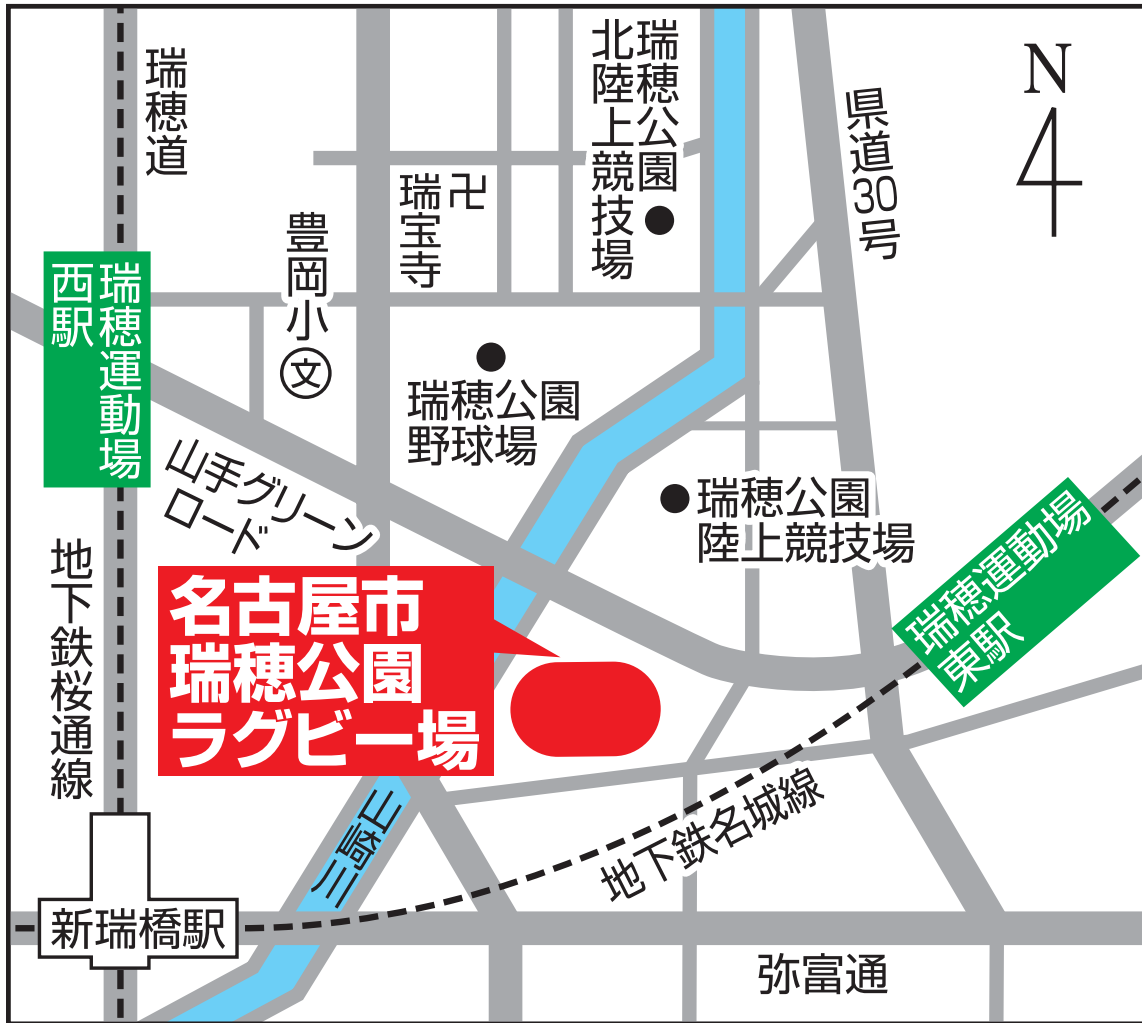 瑞穂道
瑞穂公園
北陸上競技場
N
県道30号
卍
瑞宝寺
豊岡小
文
瑞穂運動場
西駅
瑞穂公園
野球場
山手グリーン
ロード
瑞穂公園
陸上競技場
瑞穂運動場
東駅
地下鉄桜通線
名古屋市
瑞穂公園
ラグビー場
山崎川
地下鉄名城線
新瑞橋駅
弥富通